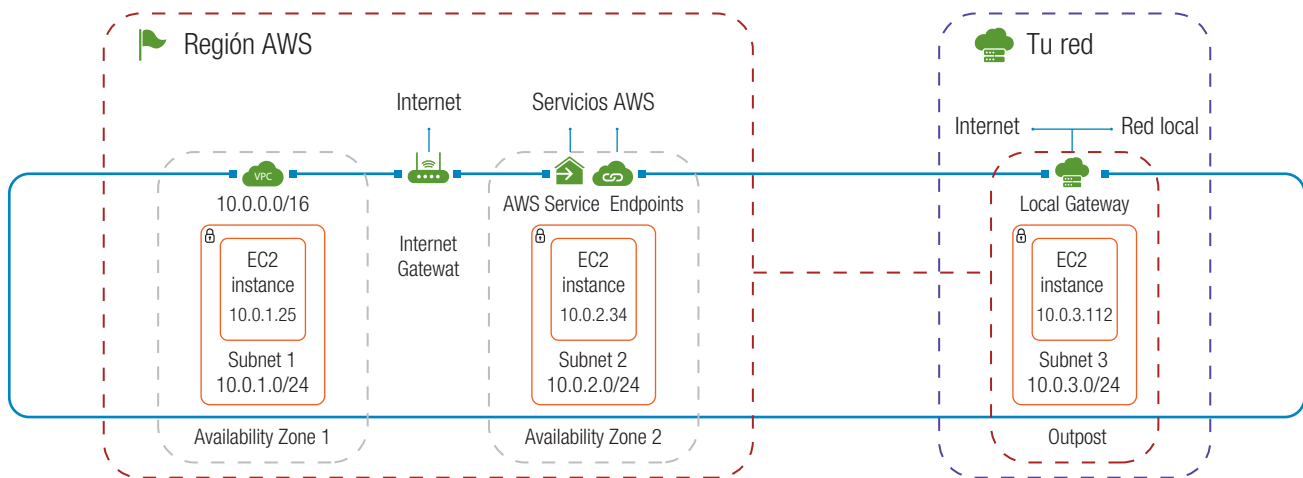 Región AWS
Tu red
Internet
Servicios AWS
Internet
Red local
VPC
10.0.0.0/16
AWS Service
Endpoints
Local Gateway
Internet
Gatewat
EC2
instance
10.0.1.25
Subnet 1
10.0.1.0/24
EC2
instance
10.0.2.34
Subnet 2
10.0.2.0/24
EC2
instance
10.0.3.112
Subnet 3
10.0.3.0/24
Availability Zone 1
Availability Zone 2
Outpost